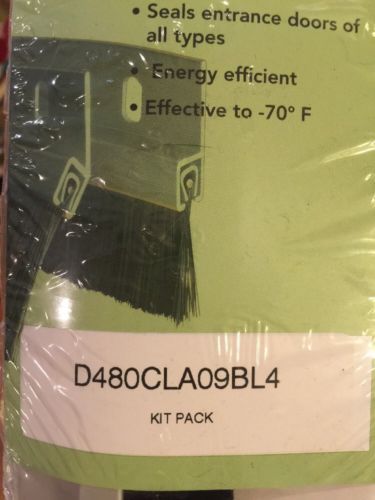 • Seals entrance doors of
all types
• Energy efficient
• Effective to -70° F
D480CLA09BL4
KIT PACK